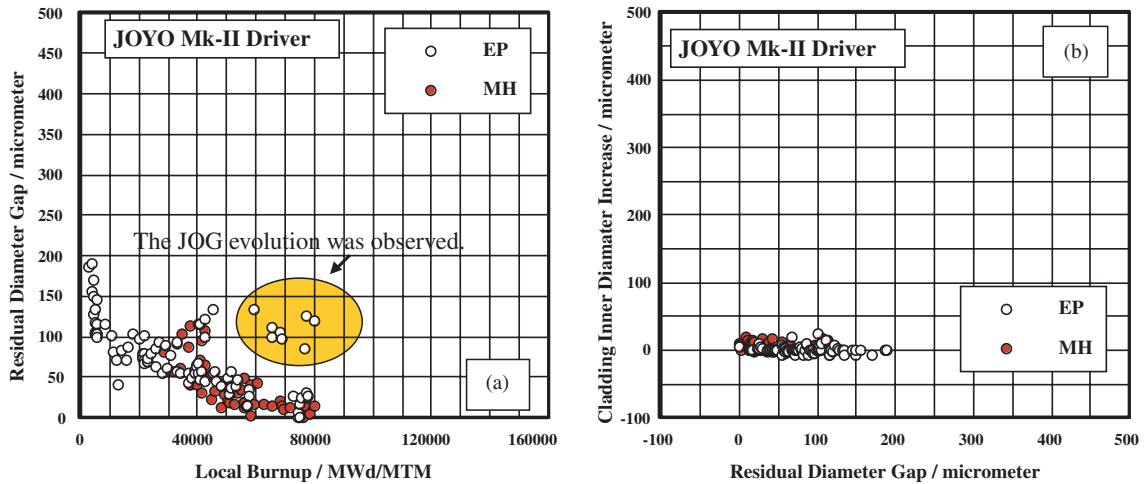 500
450
400
350
300
250
200
150
100
50
0
Residual Diameter Gap / micrometer
JOYO Mk-II Driver
EP
MH
The JOG evolution was observed.
(a)
0
40000
80000
120000
160000
Local Burnup / MWd/MTM
500
400
300
200
100
0
-100
Cladding Inner Diamater Increase / micrometer
JOYO Mk-II Driver
(b)
EP
MH
-100
0
100
200
300
400
500
Residual Diameter Gap / micrometer